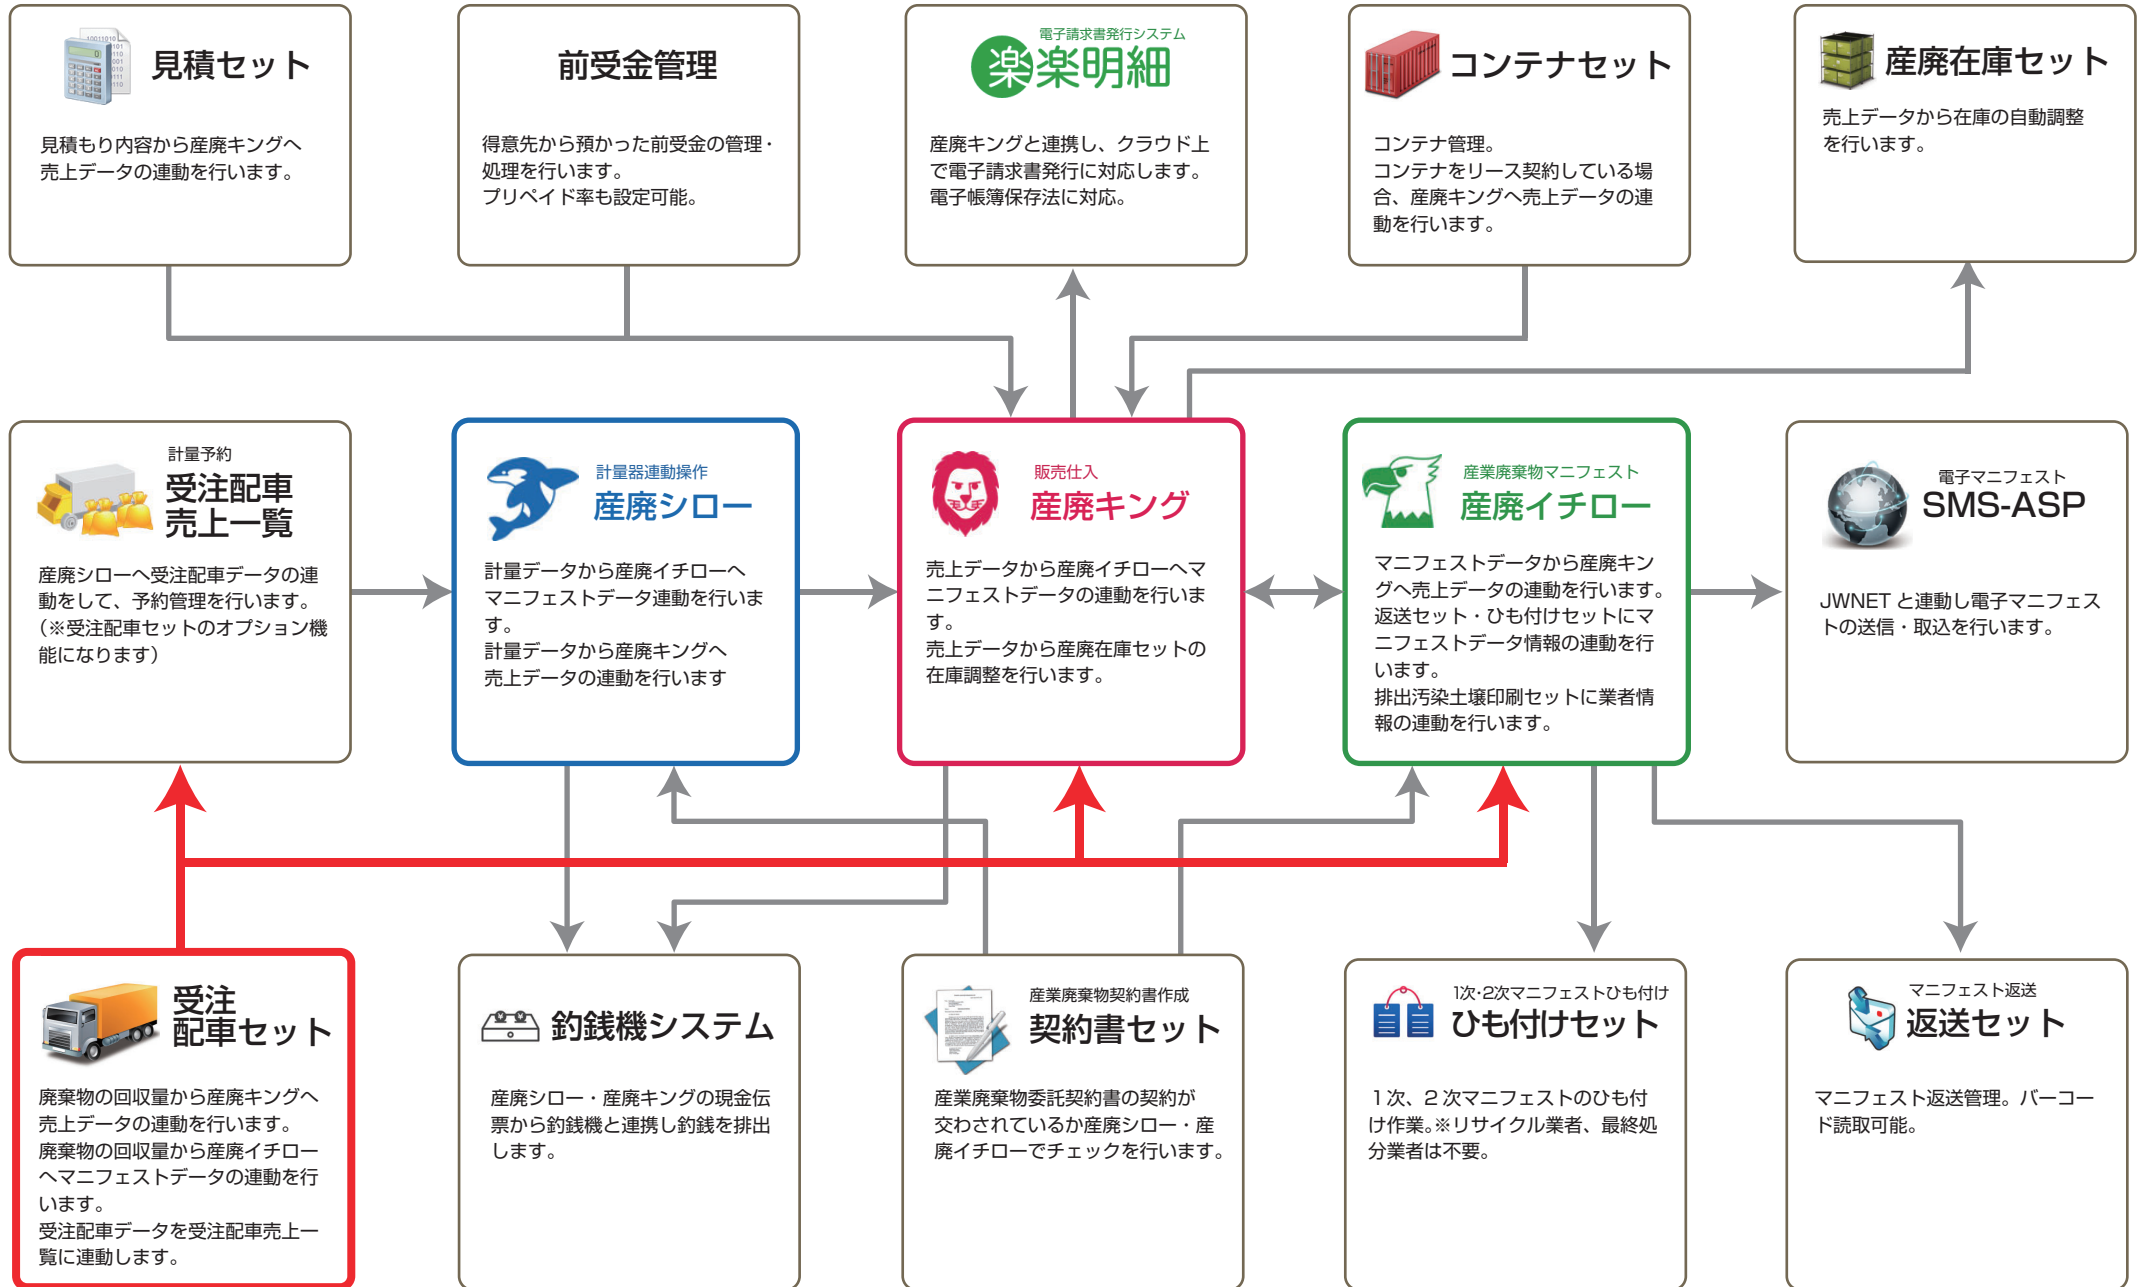 見積セット
見積もり内容から産廃キングへ
売上データの連動を行います。
前受金管理
得意先から預かった前受金の管理・
処理を行います。
プリペイド率も設定可能。
電子請求書発行システム
楽楽明細
産廃キングと連携し、クラウド上
で電子請求書発行に対応します。
電子帳簿保存法に対応。
コンテナセット
コンテナ管理。
コンテナをリース契約している場
合、産廃キングへ売上データの連
動を行います。
産廃在庫セット
売上データから在庫の自動調整
を行います。
計量予約
受注配車
売上一覧
産廃シローへ受注配車データの連
動をして、予約管理を行います。
（※受注配車セットのオプション機
能になります）
計量器連動操作
産廃シロー
計量データから産廃イチローへ
マニフェストデータ連動を行いま
す。
計量データから産廃キングへ
売上データの連動を行います
販売仕入
産廃キング
売上データから産廃イチローへマ
ニフェストデータの連動を行いま
す。
売上データから産廃在庫セットの
在庫調整を行います。
産業廃棄物マニフェスト
産廃イチロー
マニフェストデータから産廃キン
グへ売上データの連動を行います。
返送セット・ひも付けセットにマ
ニフェストデータ情報の連動を行
います。
排出汚染土壌印刷セットに業者情
報の連動を行います。
電子マニフェスト
SMS-ASP
JWNET と連動し電子マニフェス
トの送信・取込を行います。
受注
配車セット
廃棄物の回収量から産廃キングへ
売上データの連動を行います。
廃棄物の回収量から産廃イチロー
へマニフェストデータの連動を行
います。
受注配車データを受注配車売上一
覧に連動します。
釣銭機システム
産廃シロー・産廃キングの現金伝
票から釣銭機と連携し釣銭を排出
します。
産業廃棄物契約書作成
契約書セット
産業廃棄物委託契約書の契約が
交わされているか産廃シロー・産
廃イチローでチェックを行います。
1次・2次マニフェストひも付け
ひも付けセット
１次、２次マニフェストのひも付
け作業。※リサイクル業者、最終処
分業者は不要。
マニフェスト返送
返送セット
マニフェスト返送管理。バーコー
ド読取可能。